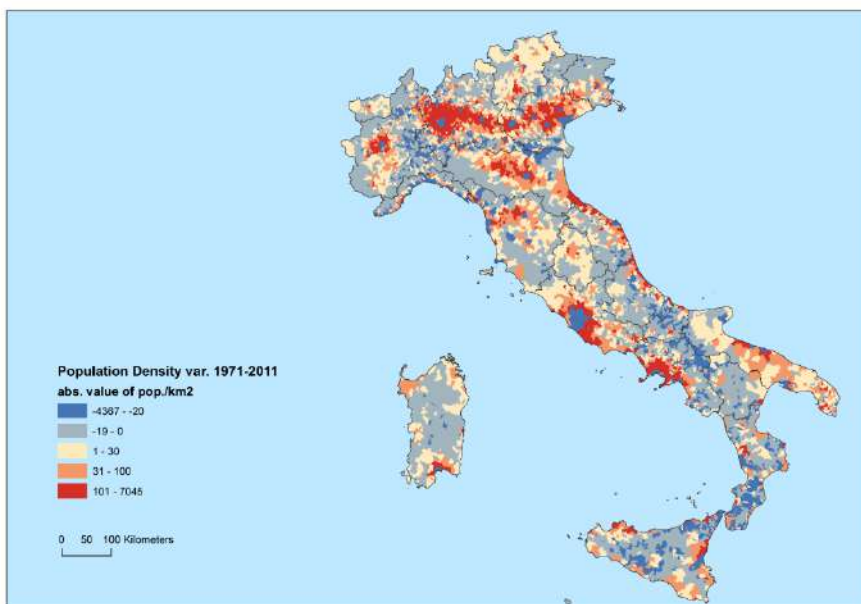 Population Density var. 1971-2011
abs. value of pop./km2
-4367 - -20
-19 - 0
1 - 30
31 - 100
101 - 7045
0 50 100 Kilometers